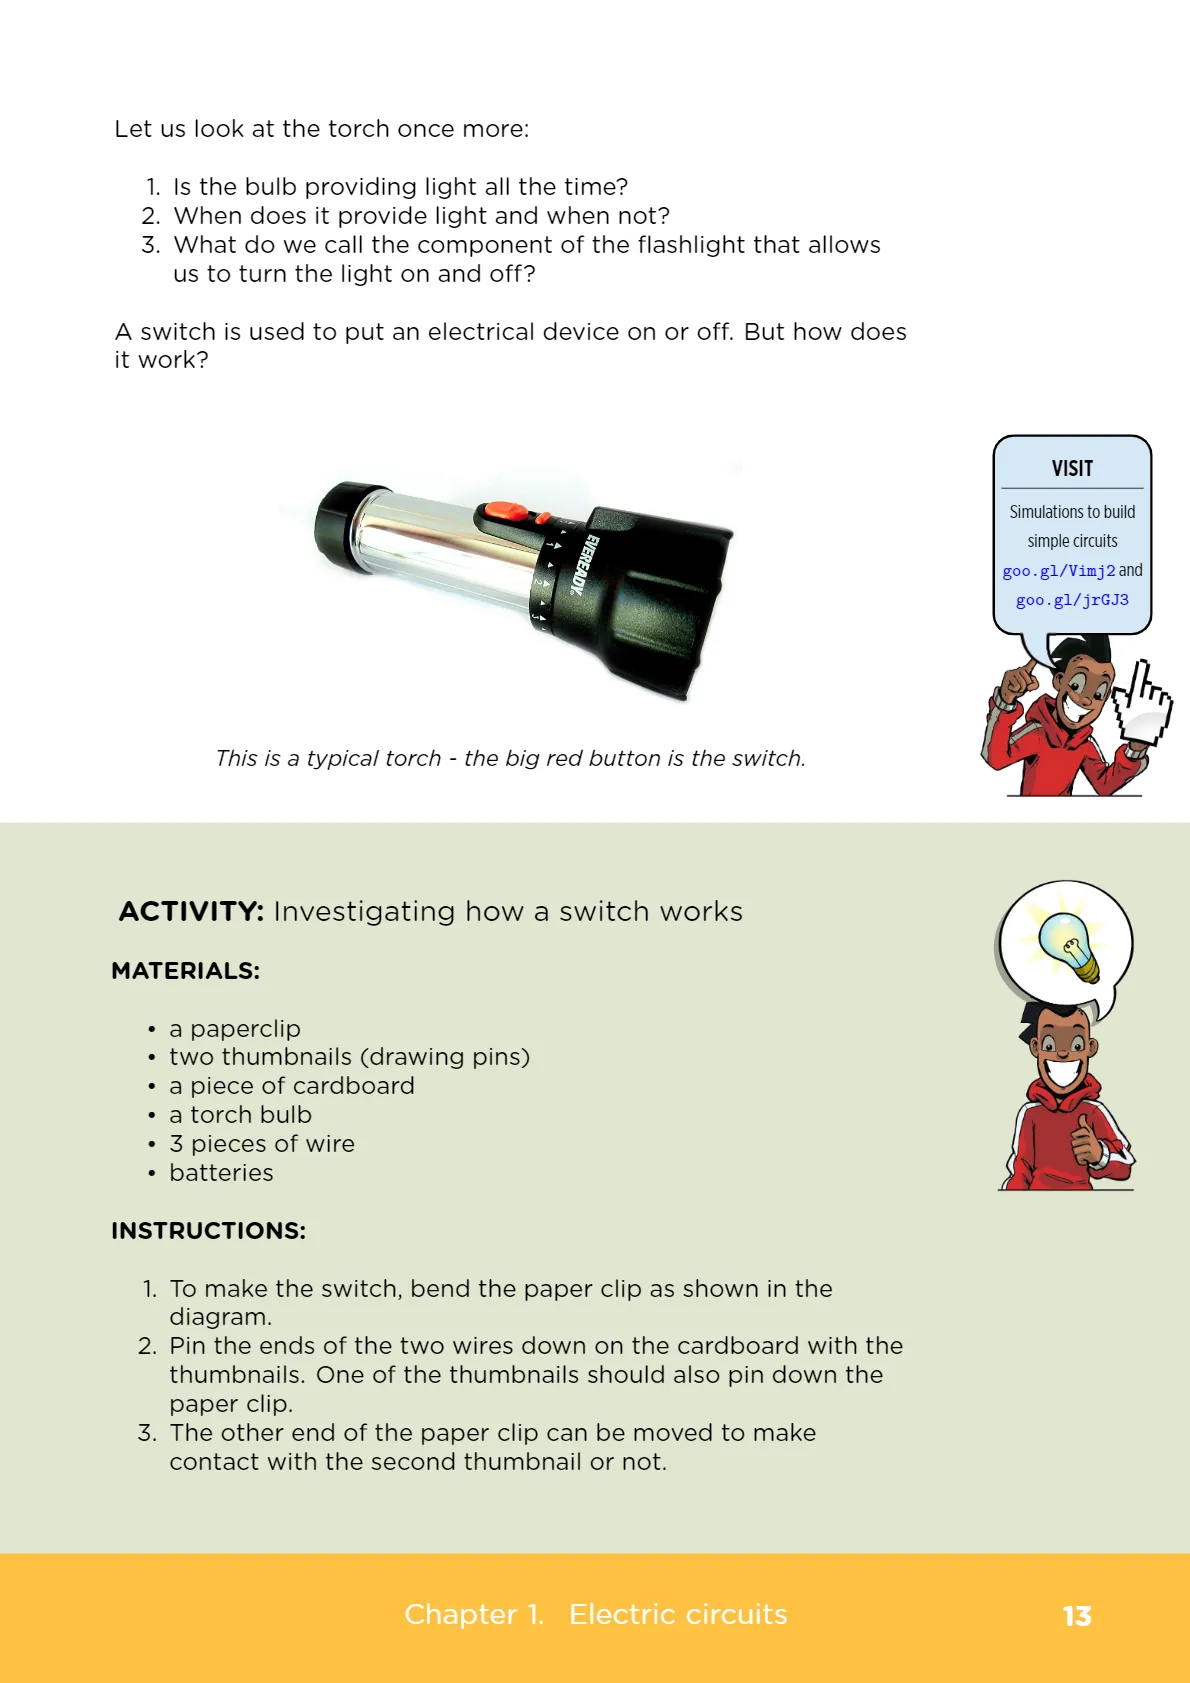 Let us look at the torch once more:
1. Is the bulb providing light all the time?
2. When does it provide light and when not?
3. What do we call the component of the flashlight that allows
us to turn the light on and off?
A switch is used to put an electrical device on or off. But how does
it work?
EVEREADY
1
2
3
VISIT
Simulations to build
simple circuits
goo.gl/Vimj2 and
goo.gl/jrGJ3
This is a typical torch - the big red button is the switch.
ACTIVITY: Investigating how a switch works
MATERIALS:
• a paperclip
• two thumbnails (drawing pins)
• a piece of cardboard
• a torch bulb
• 3 pieces of wire
• batteries
INSTRUCTIONS:
1. To make the switch, bend the paper clip as shown in the
diagram.
2. Pin the ends of the two wires down on the cardboard with the
thumbnails. One of the thumbnails should also pin down the
paper clip.
3. The other end of the paper clip can be moved to make
contact with the second thumbnail or not.
Chapter 1. Electric circuits
13